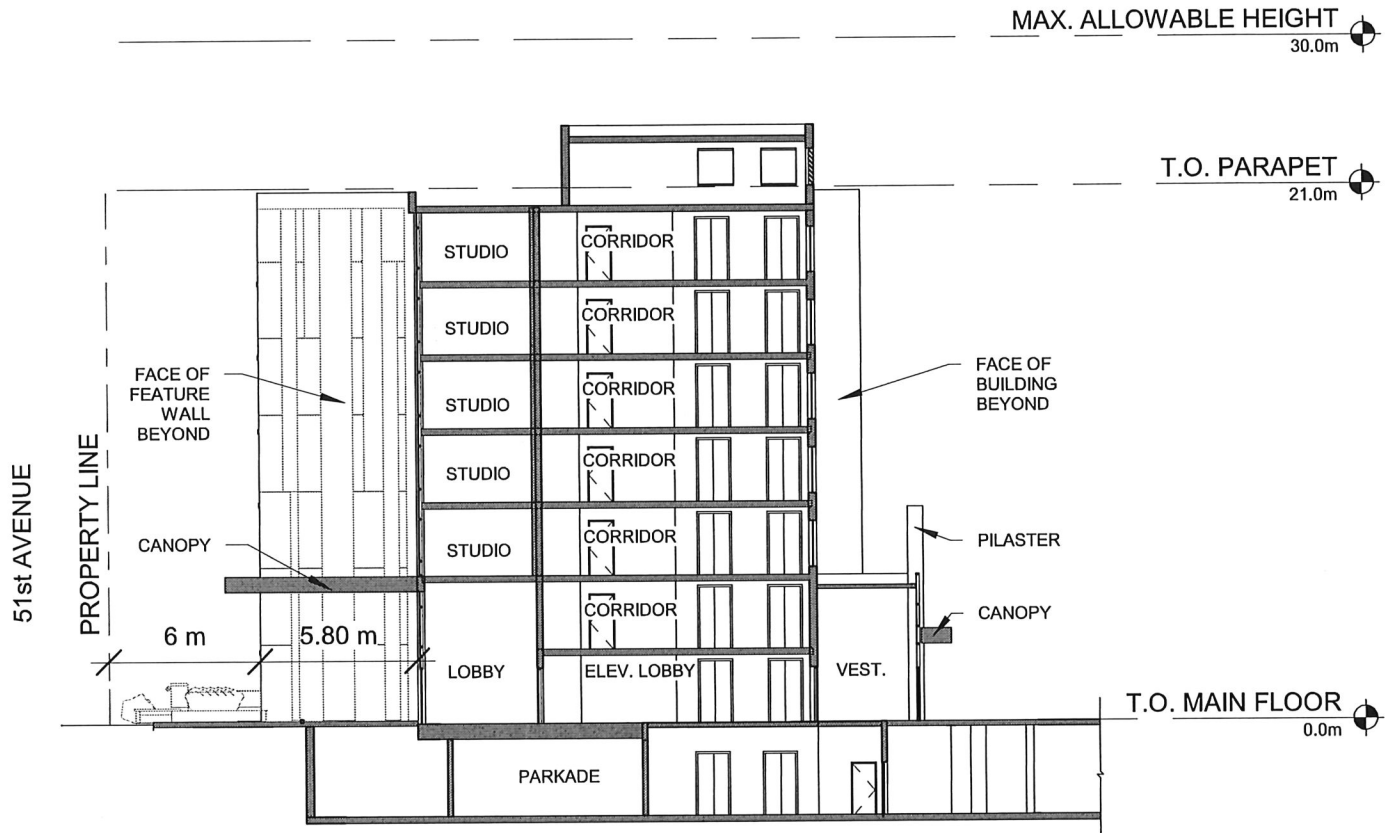 MAX. ALLOWABLE HEIGHT
30.0m
T.O. PARAPET
21.0m
STUDIO
CORRIDOR
STUDIO
CORRIDOR
STUDIO
CORRIDOR
STUDIO
CORRIDOR
STUDIO
CORRIDOR
CORRIDOR
FACE OF
FEATURE
WALL
BEYOND
FACE OF
BUILDING
BEYOND
51st AVENUE
PROPERTY LINE
CANOPY
PILASTER
CANOPY
6 m
5.80 m
LOBBY
ELEV. LOBBY
VEST.
T.O. MAIN FLOOR
0.0m
PARKADE